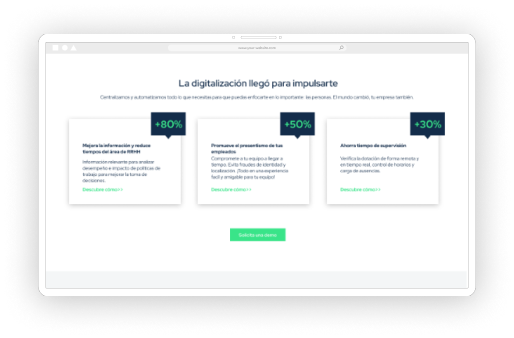 www.your-website.com
La digitalización llegó para impulsarte
Centralizamos y automatizamos todo lo que necesitas para que puedas enfocarte en lo importante: las personas. El mundo cambió, tu empresa también.
+80%
+50%
+30%
Mejora la información y reduce
tiempos del área de RRHH
Información relevante para analizar
desempeño e impacto de políticas de
trabajo para mejorar la toma de
decisiones.
Descubre cómo>>
Promueve el presentismo de tus
empleados
Compromete a tu equipo a llegar a
tiempo. Evita fraudes de identidad y
localización. ¡Todo en una experiencia
fácil y amigable para tu equipo!
Descubre cómo>>
Ahorra tiempo de supervisión
Verifica la dotación de forma remota y
en tiempo real, control de horarios y
carga de ausencias.
Descubre cómo>>
Solicita una demo